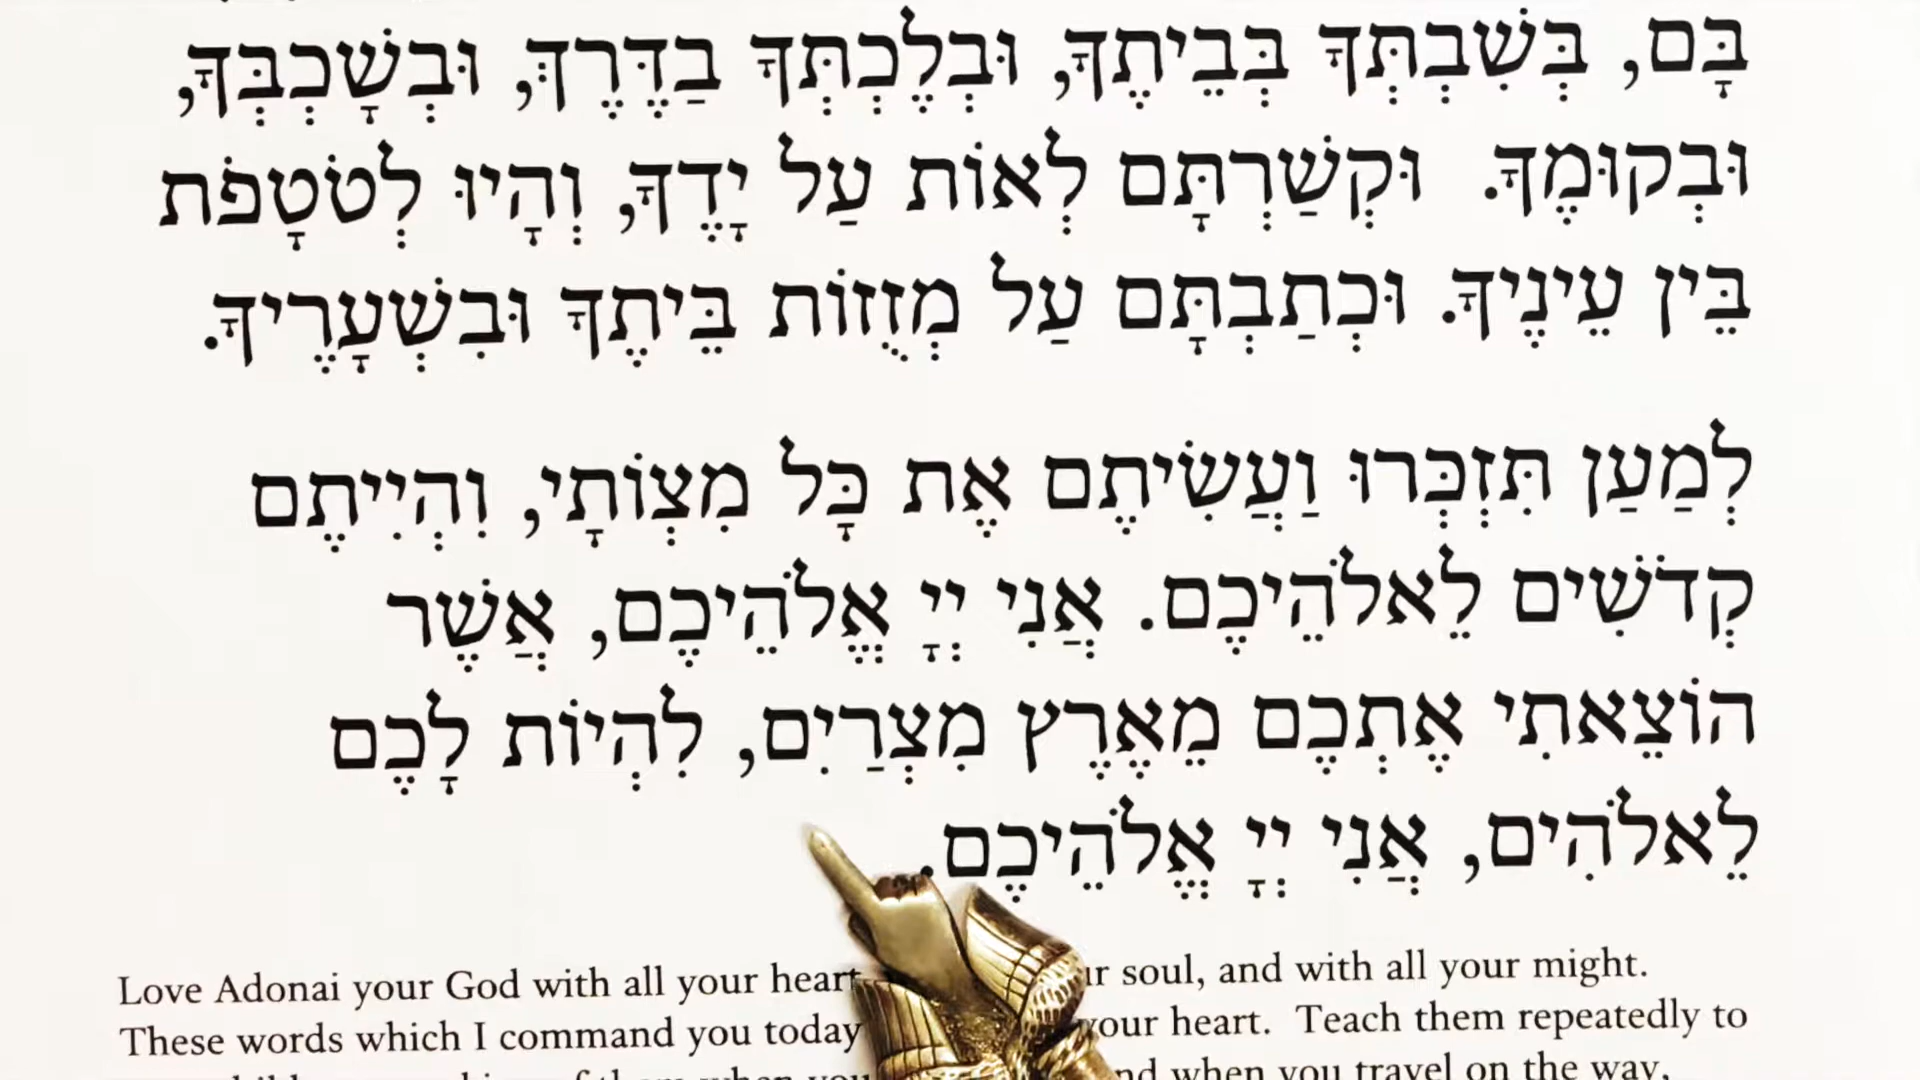 בָּם, בְּשִׁבְתְּךָ בְּבֵיתֶךָ, וּבְלֶכְתְּךָ בַדֶּרֶךְ, וּבְשָׁכְבְּךָ,
וּבְקוּמֶךָ. וּקְשַׁרְתָּם לְאוֹת עַל יָדֶךָ, וְהָיוּ לְטֹטָפֹת
בֵּין עֵינֶיךָ. וּכְתַבְתָּם עַל מְזֻזוֹת בֵּיתֶךָ וּבִשְׁעָרֶיךָ.
לְמַעַן תִּזְכְּרוּ וַעֲשִׂיתֶם אֶת כָּל מִצְוֹתָי, וִהְיִיתֶם
קְדֹשִׁים לֵאלֹהֵיכֶם. אֲנִי יְיָ אֱלֹהֵיכֶם, אֲשֶׁר
הוֹצֵאתִי אֶתְכֶם מֵאֶרֶץ מִצְרַיִם, לִהְיוֹת לָכֶם
לֵאלֹהִים, אֲנִי יְיָ אֱלֹהֵיכֶם.
Love Adonai your God with all your heart soul, and with all your might.
These words which I command you today your heart. Teach them repeatedly to
when you travel on the way,